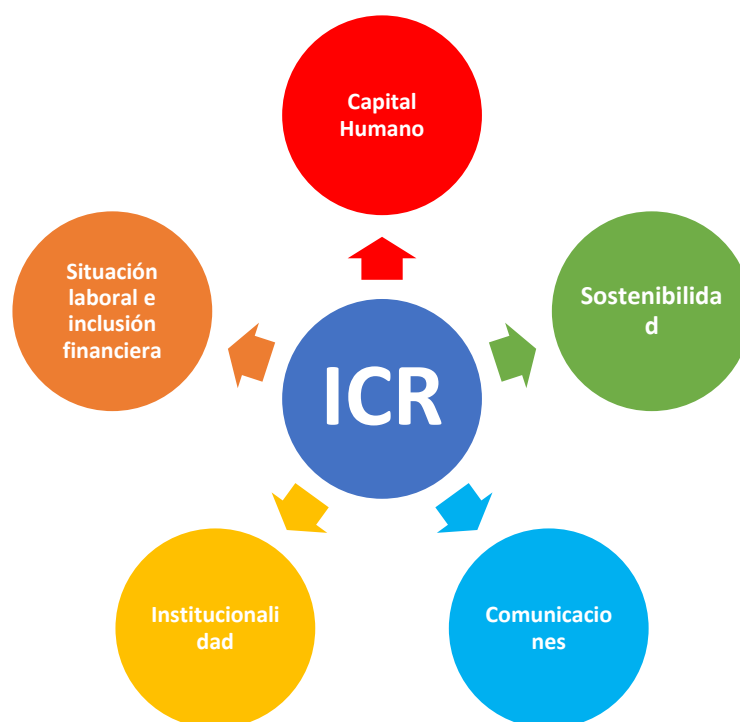 Capital
Humano
Situación
laboral e
inclusión
financiera
Sostenibilida
d
ICR
Institucionali
dad
Comunicacio
nes